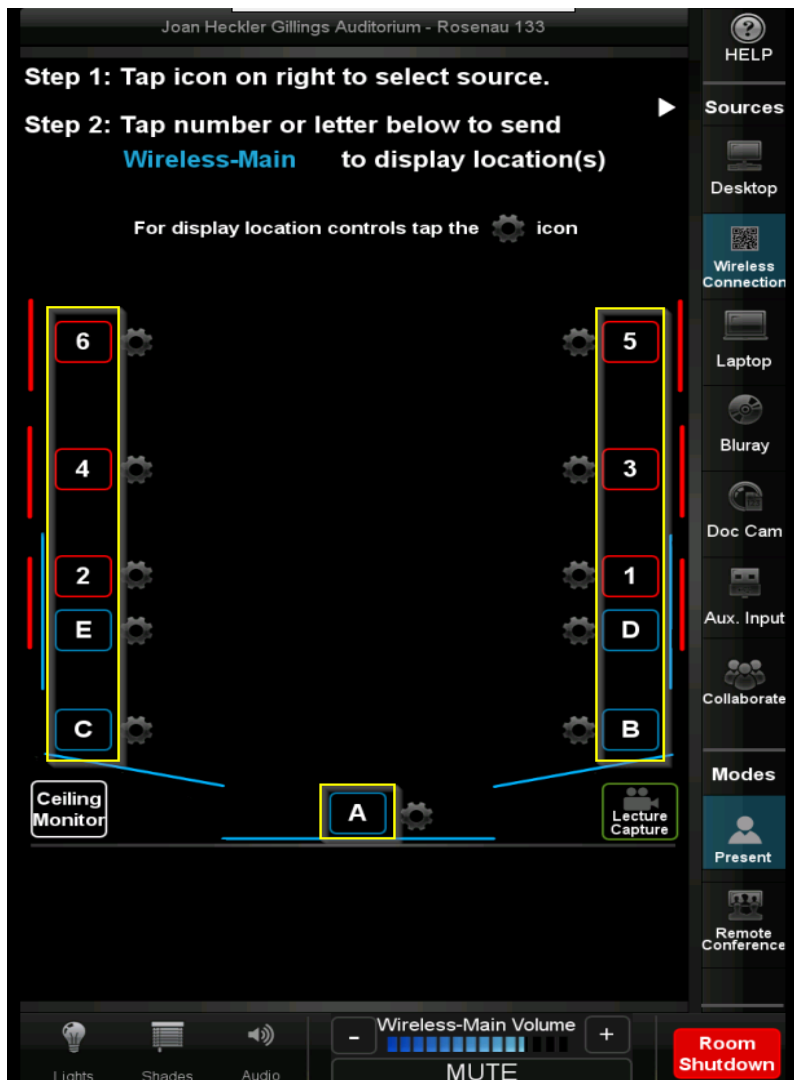 Joan Heckler Gillings Auditorium - Rosenau 133
HELP
Step 1: Tap icon on right to select source.
Step 2: Tap number or letter below to send
Wireless-Main to display location(s)
For display location controls tap the icon
Sources
Desktop
Wireless
Connection
Laptop
Bluray
Doc Cam
Aux. Input
Collaborate
6
5
4
3
2
1
E
D
C
B
A
Ceiling
Monitor
Lecture
Capture
Modes
Present
Remote
Conference
Lights
Shades
Audio
- Wireless-Main Volume +
MUTE
Room
Shutdown